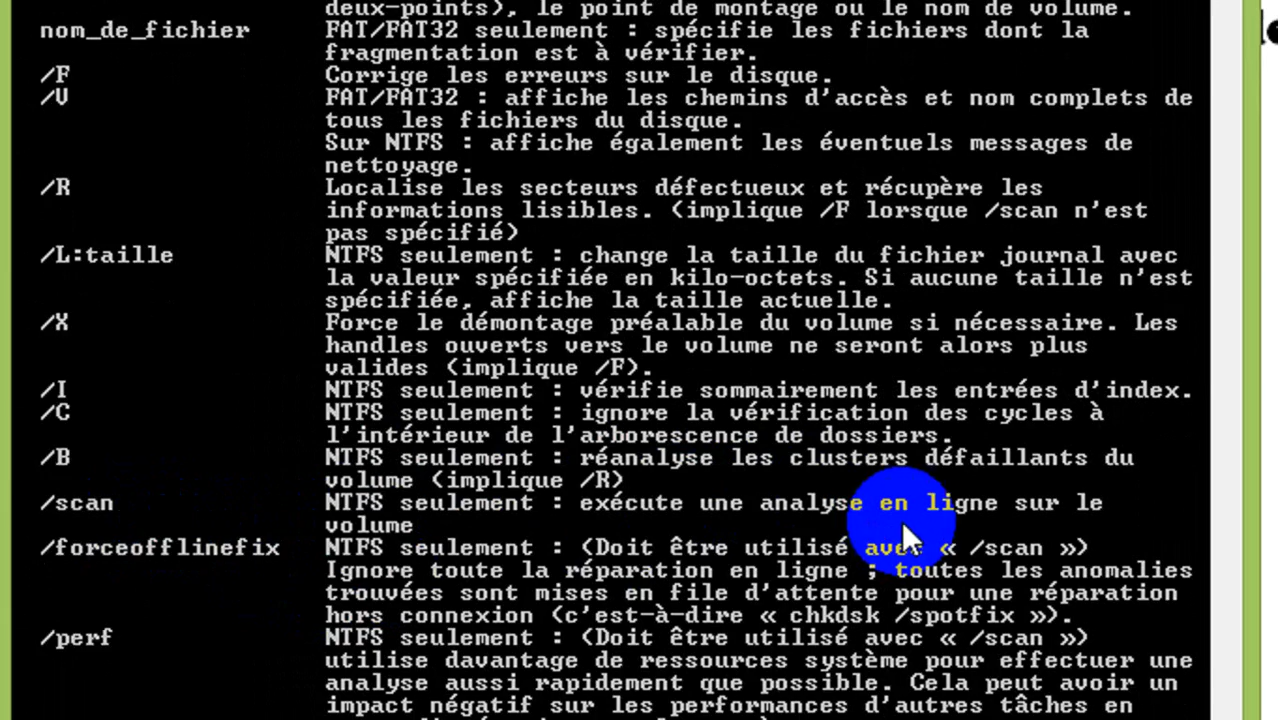 deux-points), le point de montage ou le nom de volume.
nom_de_fichier FAT/FAT32 seulement : spécifie les fichiers dont la
fragmentation est à vérifier.
/F Corrige les erreurs sur le disque.
/V FAT/FAT32 : affiche les chemins d'accès et nom complets de
tous les fichiers du disque.
Sur NTFS : affiche également les éventuels messages de
nettoyage.
/R Localise les secteurs défectueux et récupère les
informations lisibles. (implique /F lorsque /scan n'est
pas spécifié)
/L:taille NTFS seulement : change la taille du fichier journal avec
la valeur spécifiée en kilo-octets. Si aucune taille n'est
spécifiée, affiche la taille actuelle.
/X Force le démontage préalable du volume si nécessaire. Les
handles ouverts vers le volume ne seront alors plus
valides (implique /F).
/I NTFS seulement : vérifie sommairement les entrées d'index.
/C NTFS seulement : ignore la vérification des cycles à
l'intérieur de l'arborescence de dossiers.
/B NTFS seulement : réanalyse les clusters défaillants du
volume (implique /R)
/scan NTFS seulement : exécute une analyse en ligne sur le
volume
/forceofflinefix NTFS seulement : (Doit être utilisé avec « /scan »)
Ignore toute la réparation en ligne ; toutes les anomalies
trouvées sont mises en file d'attente pour une réparation
hors connexion (c'est-à-dire « chkdsk /spotfix »).
/perf NTFS seulement : (Doit être utilisé avec « /scan »)
utilise davantage de ressources système pour effectuer une
analyse aussi rapidement que possible. Cela peut avoir un
impact négatif sur les performances d'autres tâches en